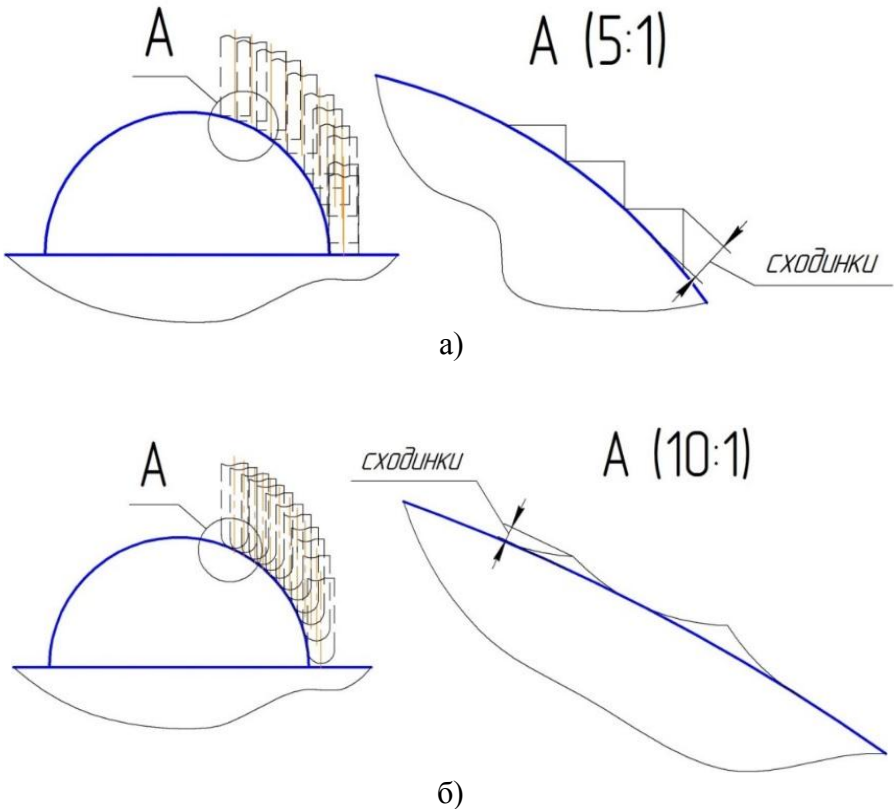 А
А (5:1)
сходинки
а)
А
сходинки
А (10:1)
б)